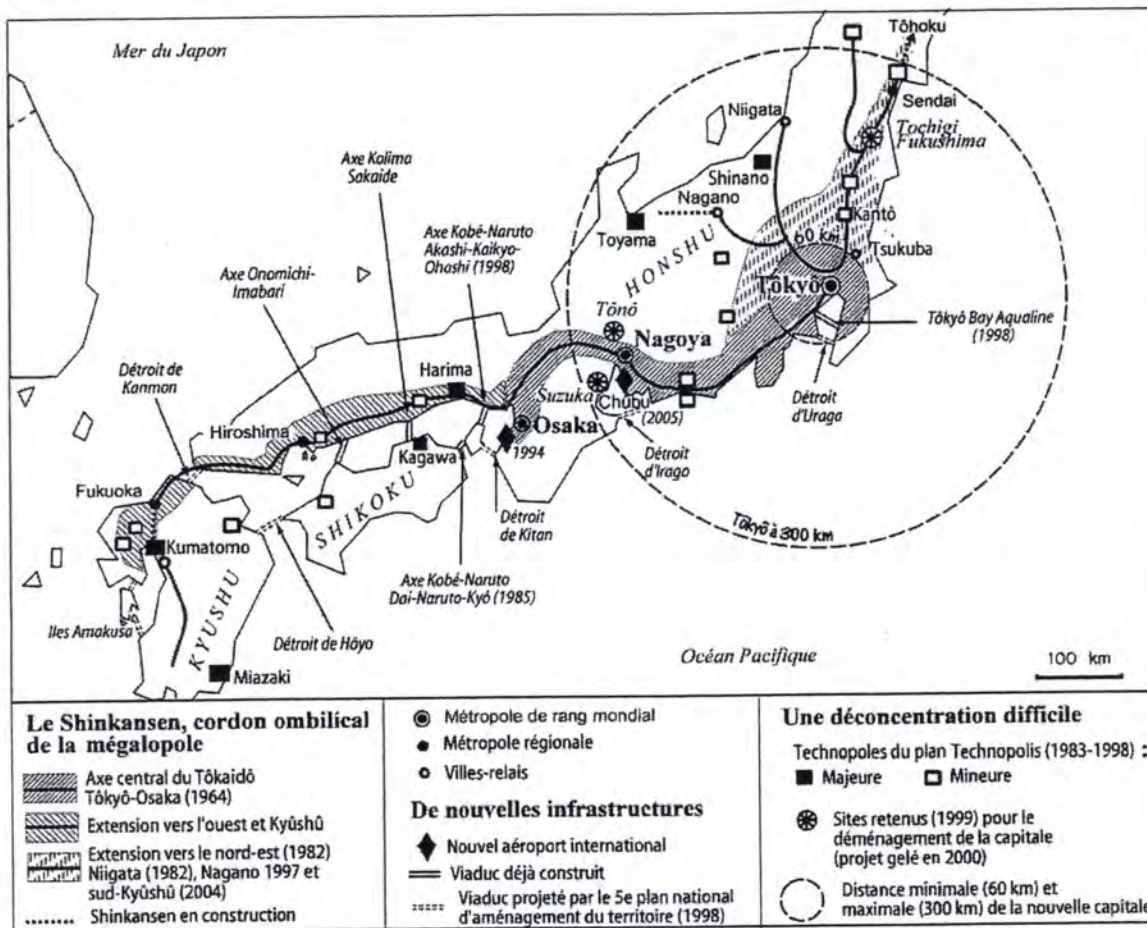 Mer du Japon
Tôhoku
Sendai
Tochigi
Fukushima
Niigata
Shinano
Nagano
Toyama
Kantô
60 km
Tsukuba
HONSHU
Tôkyô
Tôkyô Bay Aqualine
(1998)
Axe Kolima
Sakaide
Axe Kobé-Naruto
Akashi-Kaikyo-
Ohashi (1998)
Axe Onomichi-
Imabari
Tônô
Nagoya
Détroit de
Kanmon
Harima
Suzuka
Chubu
(2005)
Détroit
d'Uraga
Hiroshima
Osaka
1994
Kagawa
Détroit
d'Irago
Fukuoka
SHIKOKU
Détroit
de Kitan
Tôkyô à 300 km
Kumatomo
KYUSHU
Axe Kobé-Naruto
Dai-Naruto-Kyô (1985)
Iles Amakusa
Détroit de Hôyo
Miazaki
Océan Pacifique
100 km
Le Shinkansen, cordon ombilical
de la mégalopole
Axe central du Tôkaidô
Tôkyô-Osaka (1964)
Extension vers l'ouest et Kyûshû
Extension vers le nord-est (1982)
Niigata (1982), Nagano 1997 et
sud-Kyûshû (2004)
Shinkansen en construction
Métropole de rang mondial
Métropole régionale
Villes-relais
De nouvelles infrastructures
Nouvel aéroport international
Viaduc déjà construit
Viaduc projeté par le 5e plan national
d'aménagement du territoire (1998)
Une déconcentration difficile
Technopoles du plan Technopolis (1983-1998) :
Majeure
Mineure
Sites retenus (1999) pour le
déménagement de la capitale
(projet gelé en 2000)
Distance minimale (60 km) et
maximale (300 km) de la nouvelle capitale